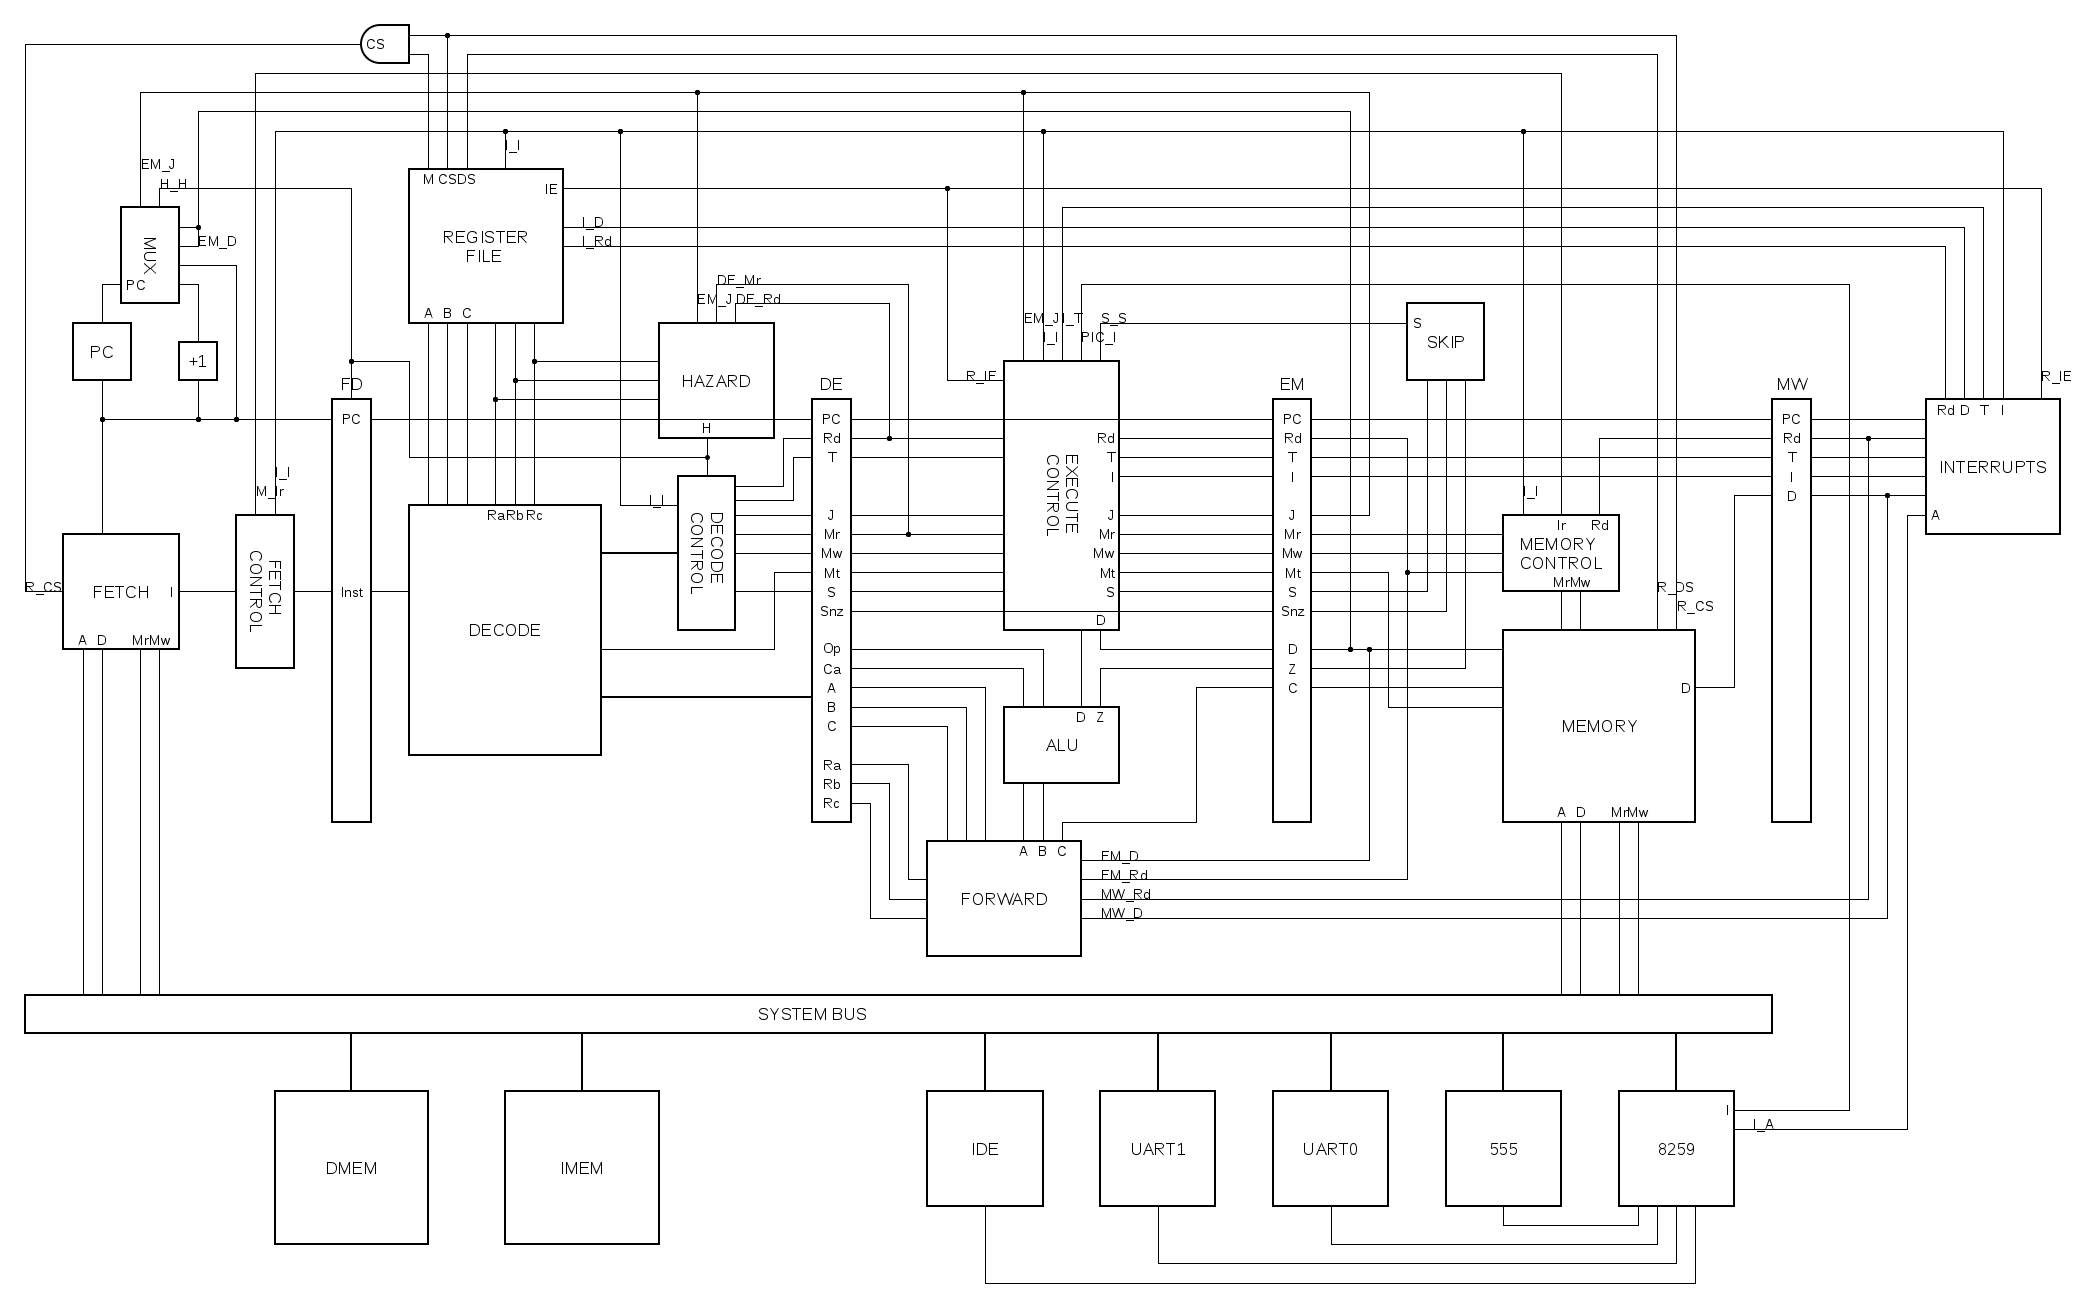 CS
I_I
EM_J
M CSDS
H_H
IE
I_D
REGISTER
FILE
EM_D
I_Rd
MUX
PC
DE_Mr
EM_J DE_Rd
A B C
EM_J I_T S_S
I_I PIC_I
S
SKIP
PC
+1
HAZARD
R_IE
R_IE
FD
DE
EM
MW
Rd D T I
PC
PC
PC
PC
H
Rd
Rd
Rd
Rd
T
T
T
T
EXECUTE
CONTROL
INTERRUPTS
I_I
M_Ir
I
I
I
I_I
I_I
D
Ra Rb Rc
J
J
J
Ir Rd
A
Mr
Mr
Mr
MEMORY
CONTROL
Mw
Mw
Mw
DECODE
CONTROL
Mt
Mt
Mt
MrMw
FETCH
CONTROL
R_CS
FETCH
I
Inst
S
S
S
R_DS
R_CS
Snz
Snz
D
DECODE
A D MrMw
Op
D
Ca
Z
A
C
D
B
D Z
C
MEMORY
ALU
Ra
Rb
Rc
A D MrMw
A B C
EM_D
EM_Rd
FORWARD
MW_Rd
MW_D
SYSTEM BUS
I
I_A
DMEM
IMEM
IDE
UART1
UART0
555
8259